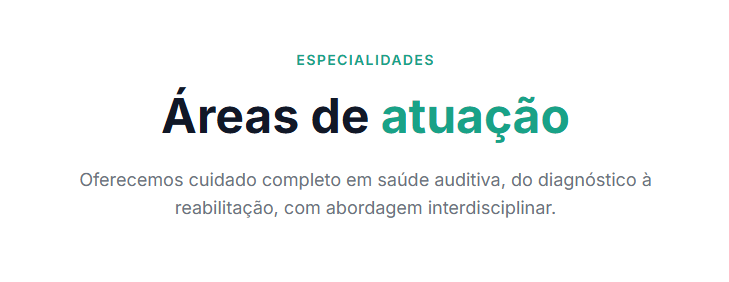 ESPECIALIDADES
Áreas de atuação
Oferecemos cuidado completo em saúde auditiva, do diagnóstico à
reabilitação, com abordagem interdisciplinar.